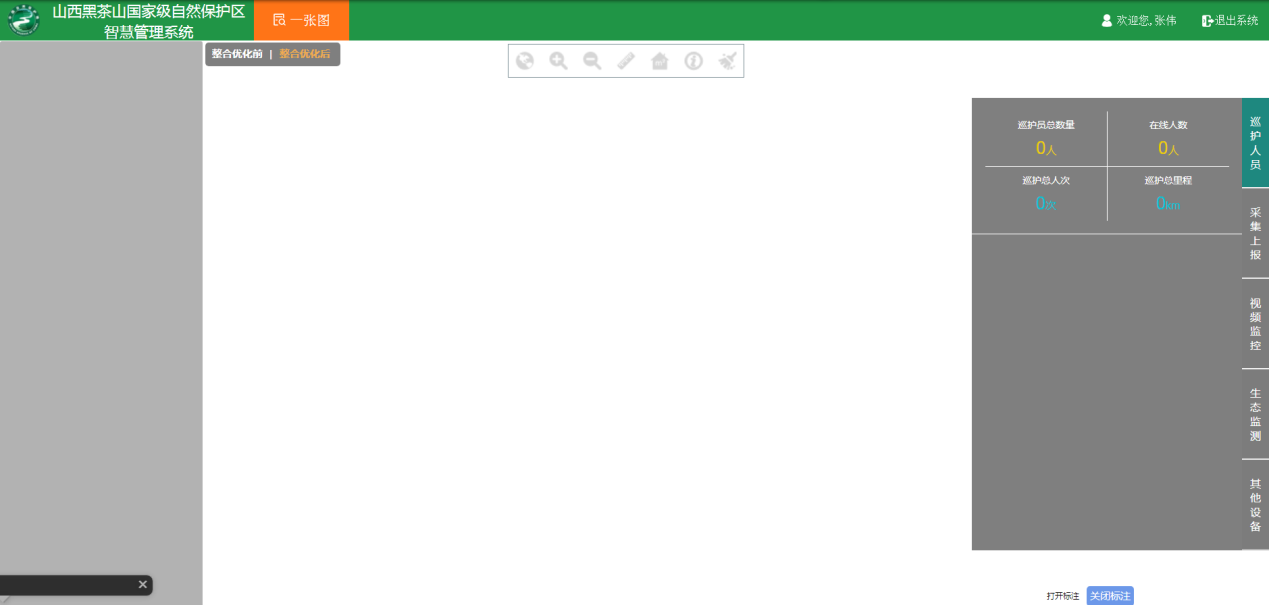 山西黑茶山国家级自然保护区
智慧管理系统
一张图
欢迎您, 张伟
退出系统
整合优化前 | 整合优化后
巡护员总数量
0人
在线人数
0人
巡护总人次
0次
巡护总里程
0km
巡护人员
采集上报
视频监控
生态监测
其他设备
打开标注
关闭标注